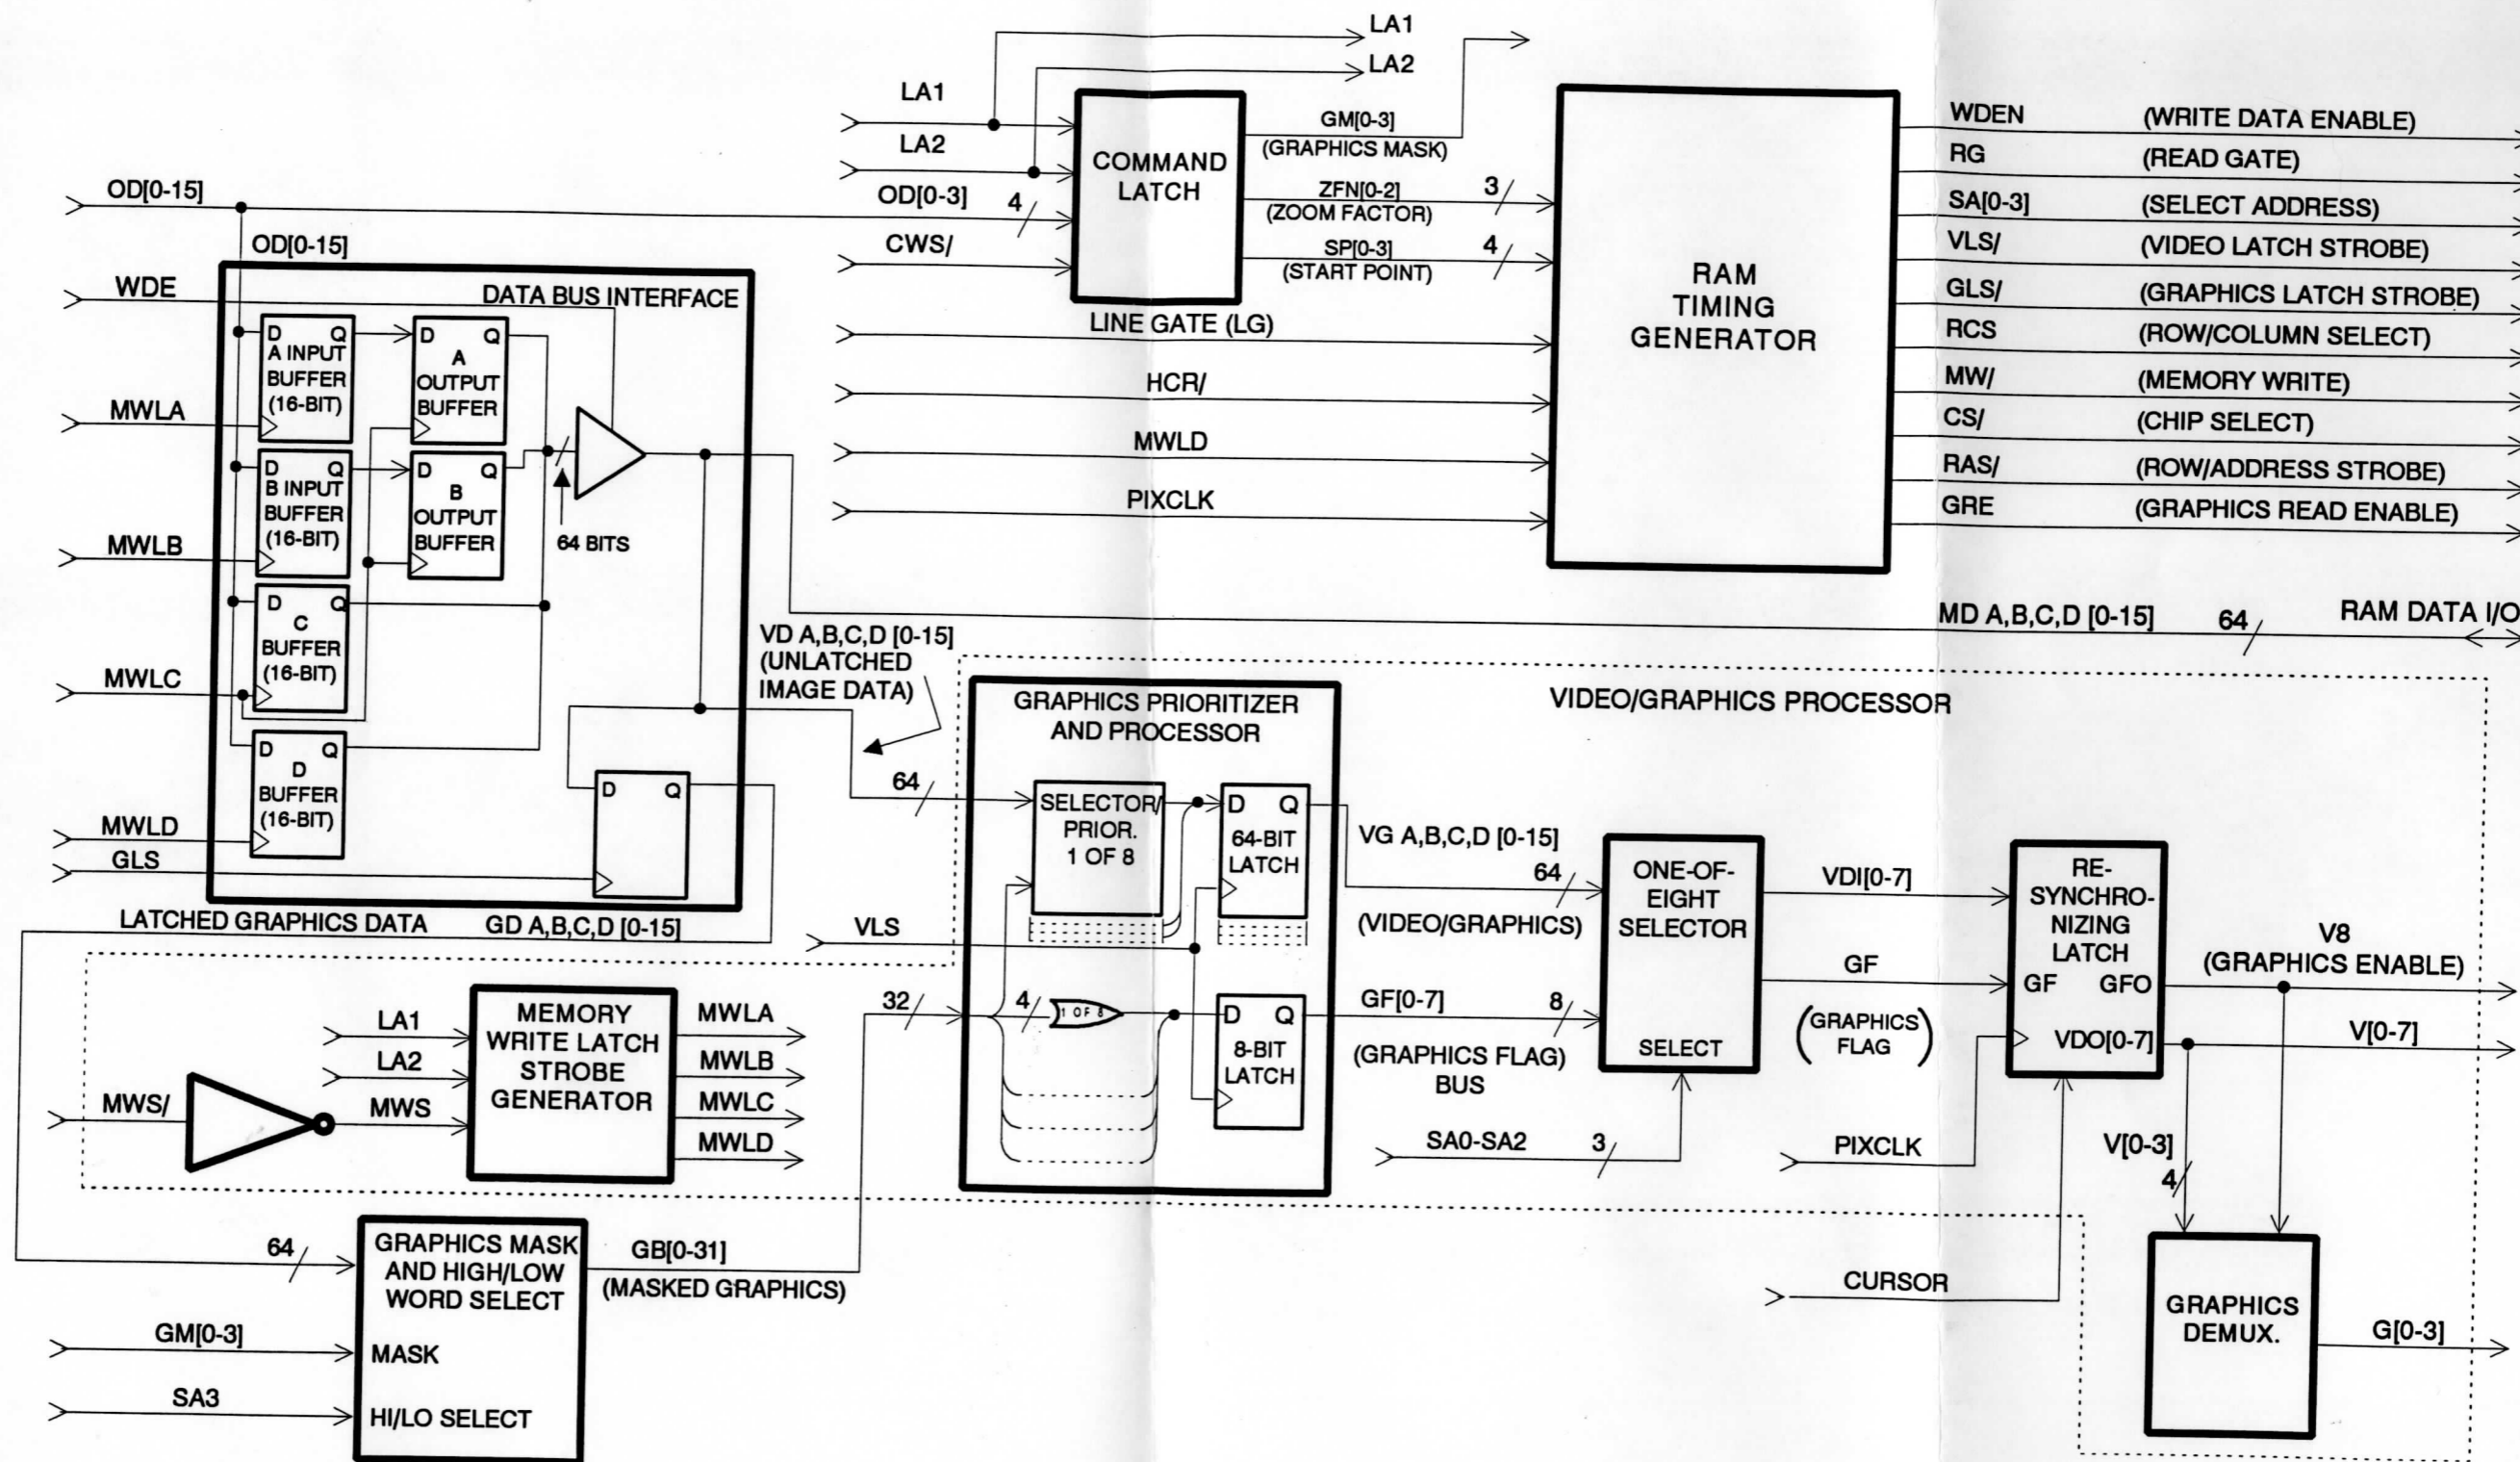 LA1
LA2
LA1
LA2
OD[0-15]
OD[0-3]
4
CWS/
COMMAND
LATCH
GM[0-3]
(GRAPHICS MASK)
ZFN[0-2]
(ZOOM FACTOR)
3
SP[0-3]
(START POINT)
4
LINE GATE (LG)
HCR/
MWLD
PIXCLK
RAM
TIMING
GENERATOR
WDEN (WRITE DATA ENABLE)
RG (READ GATE)
SA[0-3] (SELECT ADDRESS)
VLS/ (VIDEO LATCH STROBE)
GLS/ (GRAPHICS LATCH STROBE)
RCS (ROW/COLUMN SELECT)
MW/ (MEMORY WRITE)
CS/ (CHIP SELECT)
RAS/ (ROW/ADDRESS STROBE)
GRE (GRAPHICS READ ENABLE)
OD[0-15]
WDE
DATA BUS INTERFACE
D Q
A INPUT
BUFFER
(16-BIT)
D Q
A
OUTPUT
BUFFER
MWLA
D Q
B INPUT
BUFFER
(16-BIT)
D Q
B
OUTPUT
BUFFER
64 BITS
MWLB
D Q
C
BUFFER
(16-BIT)
MWLC
D Q
D
BUFFER
(16-BIT)
MWLD
GLS
D Q
MD A,B,C,D [0-15] 64 RAM DATA I/O
VD A,B,C,D [0-15]
(UNLATCHED
IMAGE DATA)
64
LATCHED GRAPHICS DATA GD A,B,C,D [0-15]
VLS
GRAPHICS PRIORITIZER
AND PROCESSOR
SELECTOR/
PRIOR.
1 OF 8
D Q
64-BIT
LATCH
32
4
1 OF 8
D Q
8-BIT
LATCH
VIDEO/GRAPHICS PROCESSOR
VG A,B,C,D [0-15]
64
(VIDEO/GRAPHICS)
GF[0-7]
8
(GRAPHICS FLAG)
BUS
ONE-OF-
EIGHT
SELECTOR
SELECT
SA0-SA2 3
VDI[0-7]
GF
(GRAPHICS
FLAG)
RE-
SYNCHRO-
NIZING
LATCH
GF GFO
VDO[0-7]
PIXCLK
CURSOR
V8
(GRAPHICS ENABLE)
V[0-7]
V[0-3]
4
GRAPHICS
DEMUX.
G[0-3]
MWS/
MWS
LA1
LA2
MEMORY
WRITE LATCH
STROBE
GENERATOR
MWLA
MWLB
MWLC
MWLD
64
GRAPHICS MASK
AND HIGH/LOW
WORD SELECT
MASK
HI/LO SELECT
GM[0-3]
SA3
GB[0-31]
(MASKED GRAPHICS)